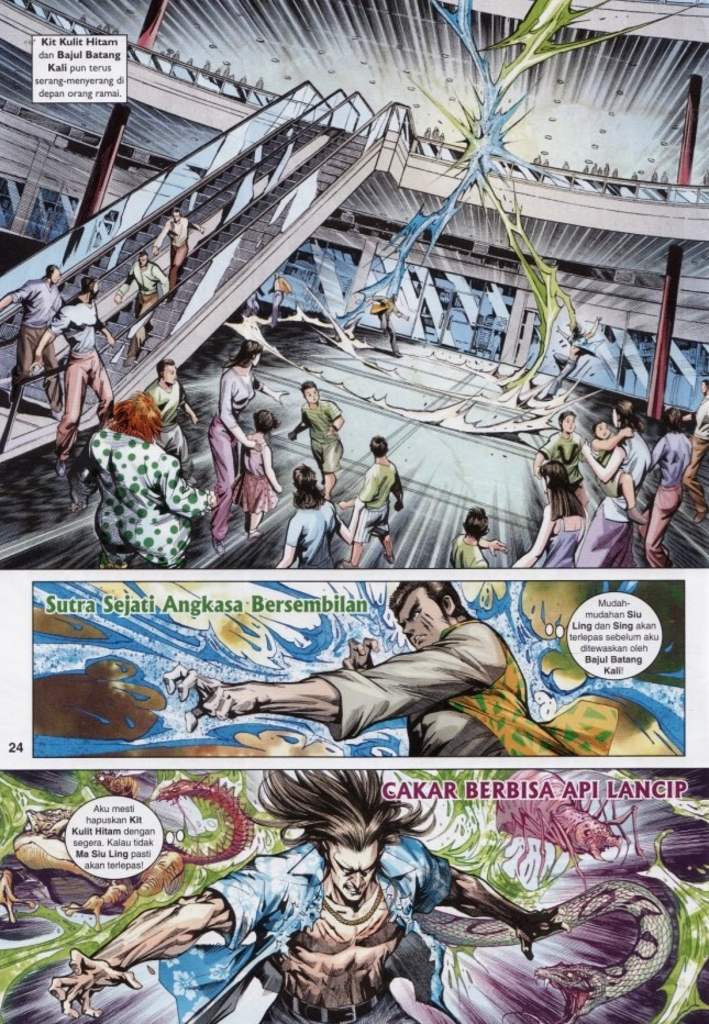 Kit Kulit Hitam
dan Bajul Batang
Kali pun terus
serang-menyerang di
depan orang ramai.
Sutra Sejati Angkasa Bersembilan
Mudah-
mudahan Siu
Ling dan Sing akan
terlepas sebelum aku
ditewaskan oleh
Bajul Batang
Kali!
24
CAKAR BERBISA API LANCIP
Aku mesti
hapuskan Kit
Kulit Hitam dengan
segera. Kalau tidak
Ma Siu Ling pasti
akan terlepas!